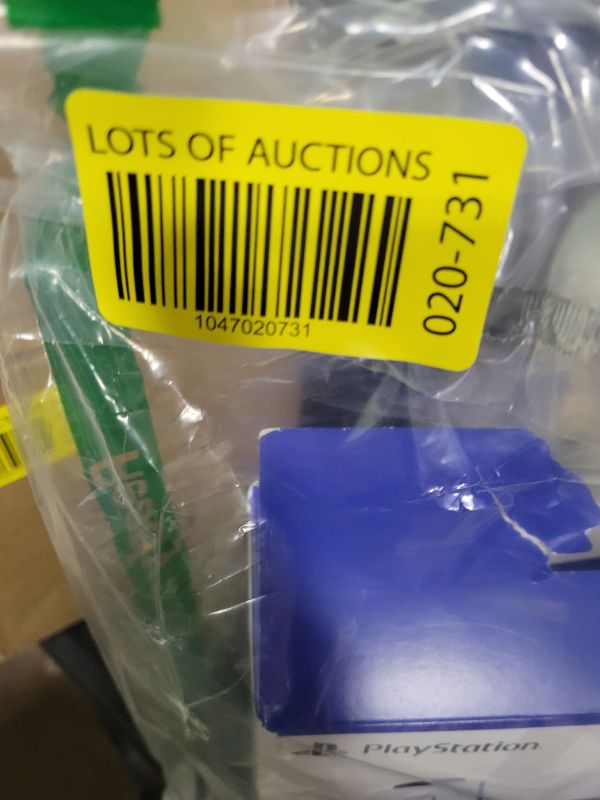 LOTS OF AUCTIONS
1047020731
020-731
PlayStation